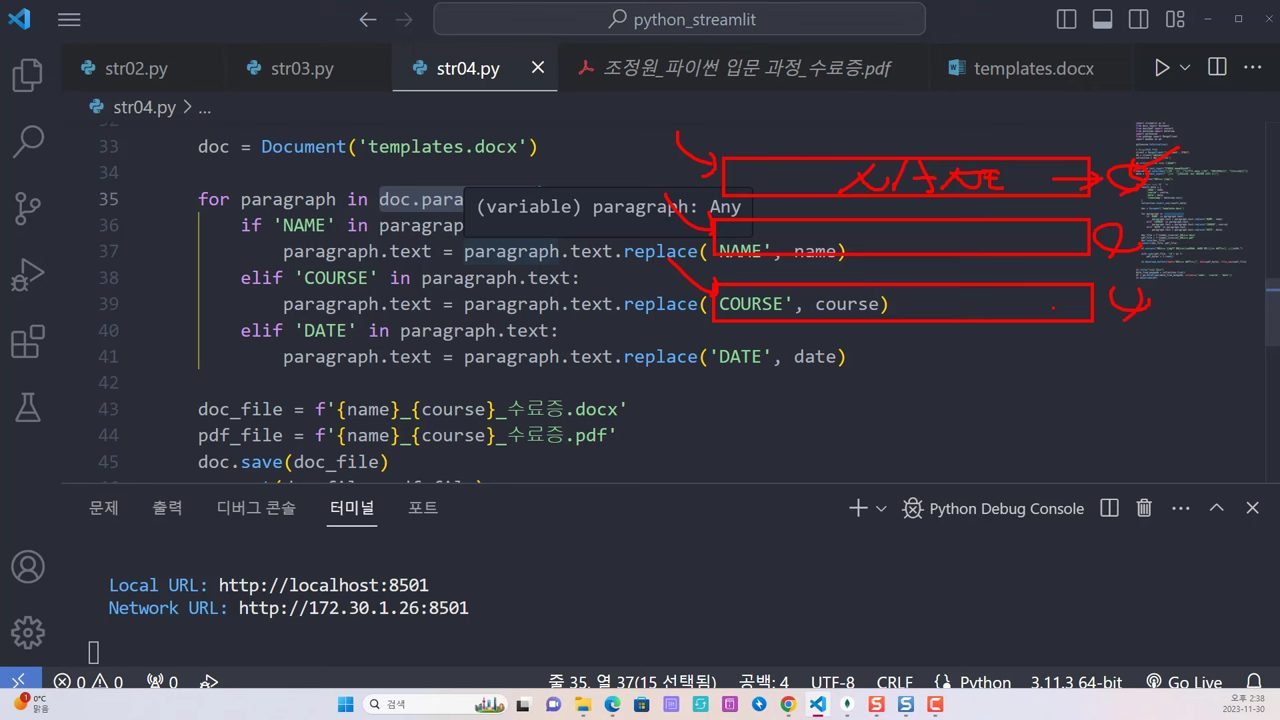 python_streamlit
str02.py
str03.py
str04.py
조정원_파이썬 입문 과정_수료증.pdf
templates.docx
str04.py > ...
33 doc = Document('templates.docx')
34
35 for paragraph in doc.para
(variable) paragraph: Any
36 if 'NAME' in paragrap
37 paragraph.text = paragraph.text.replace('NAME', name)
38 elif 'COURSE' in paragraph.text:
39 paragraph.text = paragraph.text.replace('COURSE', course)
40 elif 'DATE' in paragraph.text:
41 paragraph.text = paragraph.text.replace('DATE', date)
42
43 doc_file = f'{name}_{course}_수료증.docx'
44 pdf_file = f'{name}_{course}_수료증.pdf'
45 doc.save(doc_file)
NAME
문제
출력
디버그 콘솔
터미널
포트
Python Debug Console
Local URL: http://localhost:8501
Network URL: http://172.30.1.26:8501
0 0 0
줄 35, 열 37(15 선택됨)
공백: 4
UTF-8
CRLF
Python
3.11.3 64-bit
Go Live
0°C
맑음
검색
오후 2:38
2023-11-30